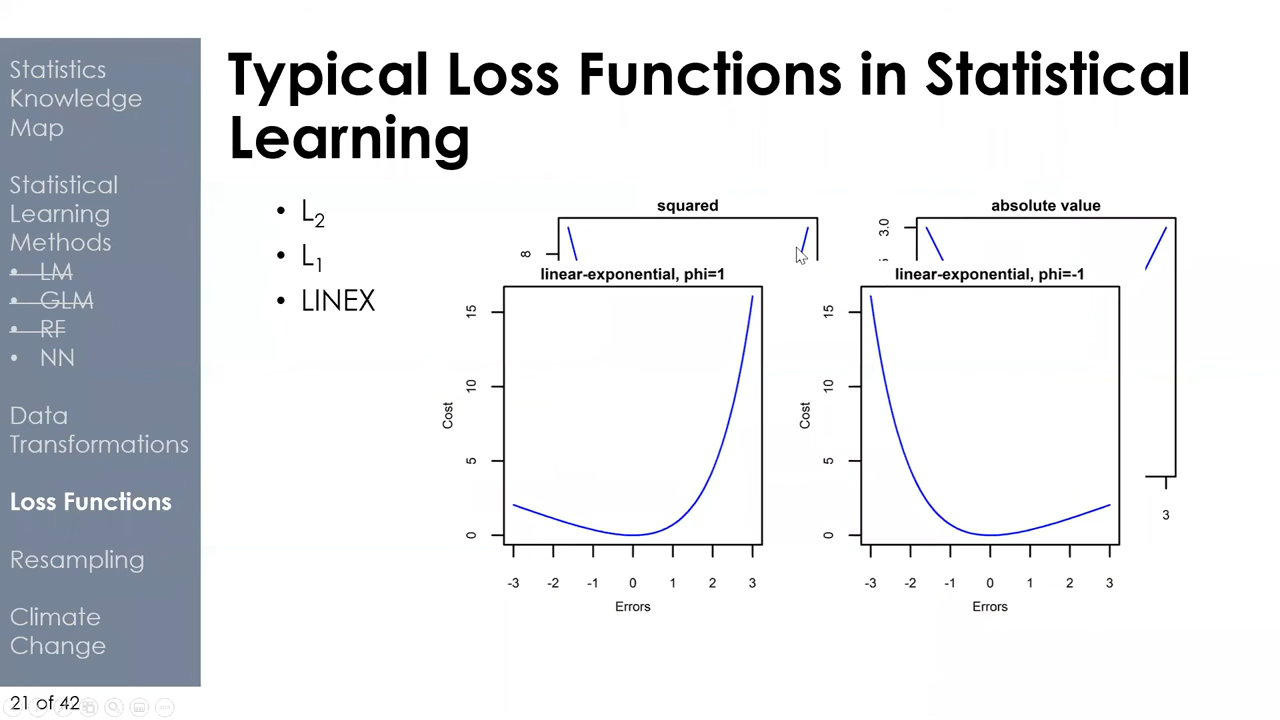 Statistics
Knowledge
Map
Statistical
Learning
Methods
• LM
• GLM
• RF
• NN
Data
Transformations
Loss Functions
Resampling
Climate
Change
21 of 42
Typical Loss Functions in Statistical
Learning
• L2
• L1
• LINEX
squared
8
absolute value
3.0
3
linear-exponential, phi=1
Cost
15
10
5
0
-3 -2 -1 0 1 2 3
Errors
linear-exponential, phi=-1
Cost
15
10
5
0
-3 -2 -1 0 1 2 3
Errors